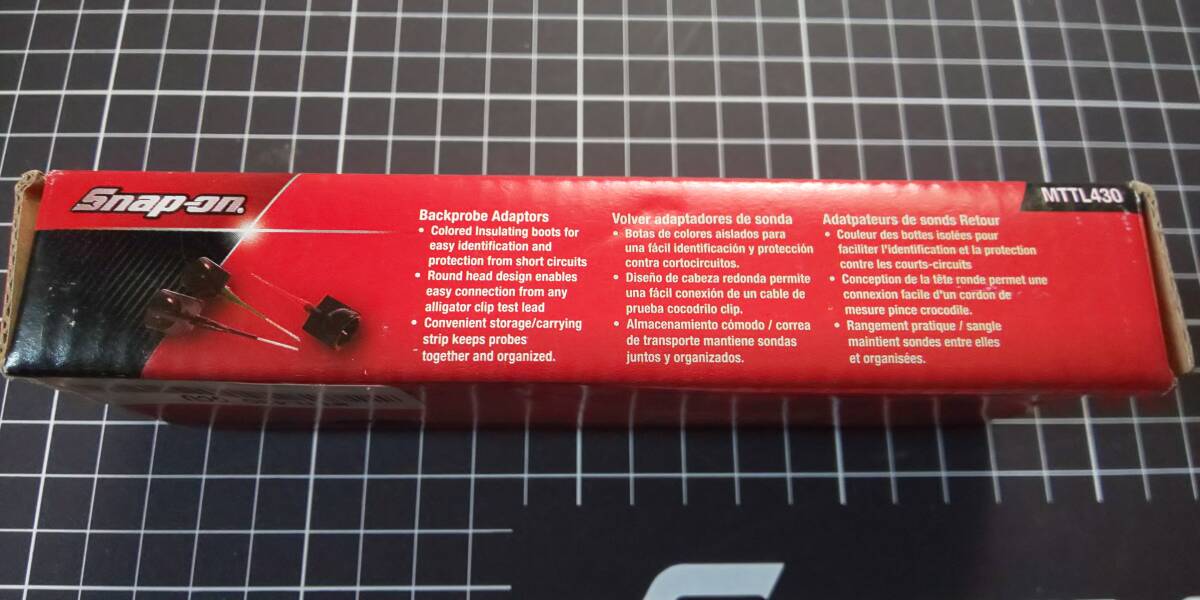 Snap-on
MTTL430
Backprobe Adaptors
• Colored Insulating boots for
easy identification and
protection from short circuits
• Round head design enables
easy connection from any
alligator clip test lead
• Convenient storage/carrying
strip keeps probes
together and organized.
Volver adaptadores de sonda
• Botas de colores aislados para
una fácil identificación y protección
contra cortocircuitos.
• Diseño de cabeza redonda permite
una fácil conexión de un cable de
prueba cocodrilo clip.
• Almacenamiento cómodo / correa
de transporte mantiene sondas
juntos y organizados.
Adatpateurs de sonds Retour
• Couleur des bottes isolées pour
faciliter l'identification et la protection
contre les courts-circuits
• Conception de la tête ronde permet une
connexion facile d'un cordon de
mesure pince crocodile.
• Rangement pratique / sangle
maintient sondes entre elles
et organisées.